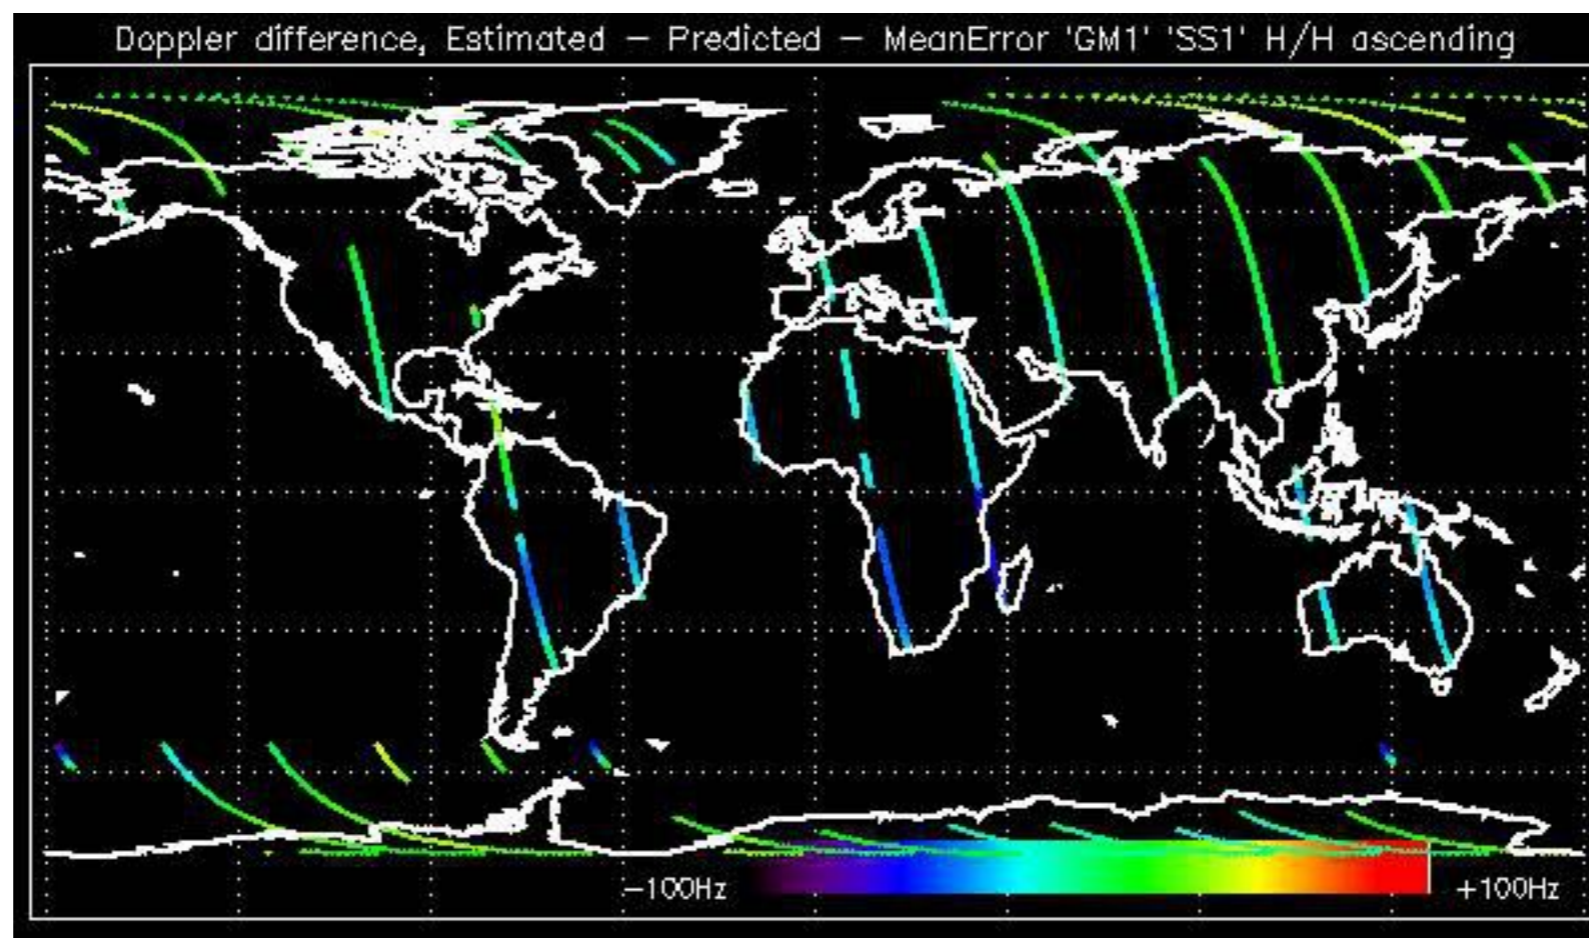 Doppler difference, Estimated – Predicted – MeanError 'GM1' 'SS1' H/H ascending
–100Hz
+100Hz